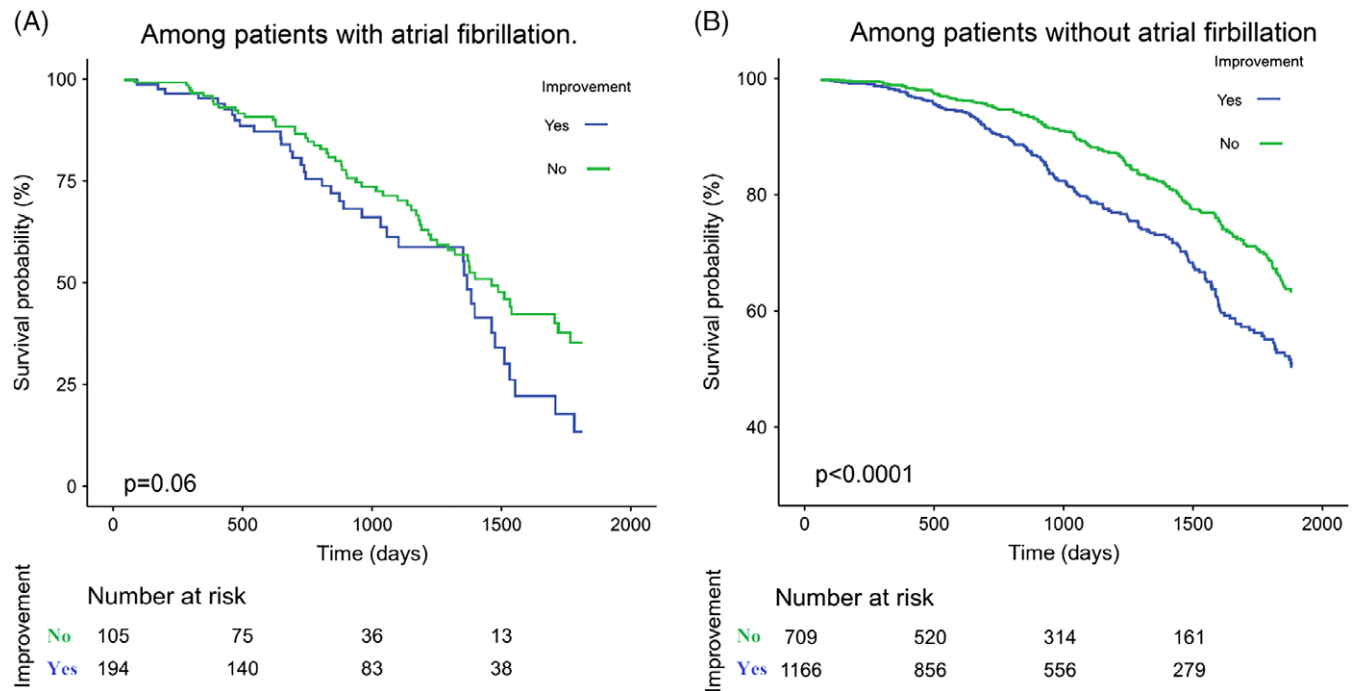 (A)
Among patients with atrial fibrillation.
Improvement
Yes
No
100
75
50
25
0
Survival probability (%)
p=0.06
0 500 1000 1500 2000
Time (days)
Improvement
Number at risk
No 105 75 36 13
Yes 194 140 83 38
(B)
Among patients without atrial firbillation
Improvement
Yes
No
100
80
60
40
Survival probability (%)
p<0.0001
0 500 1000 1500 2000
Time (days)
Improvement
Number at risk
No 709 520 314 161
Yes 1166 856 556 279